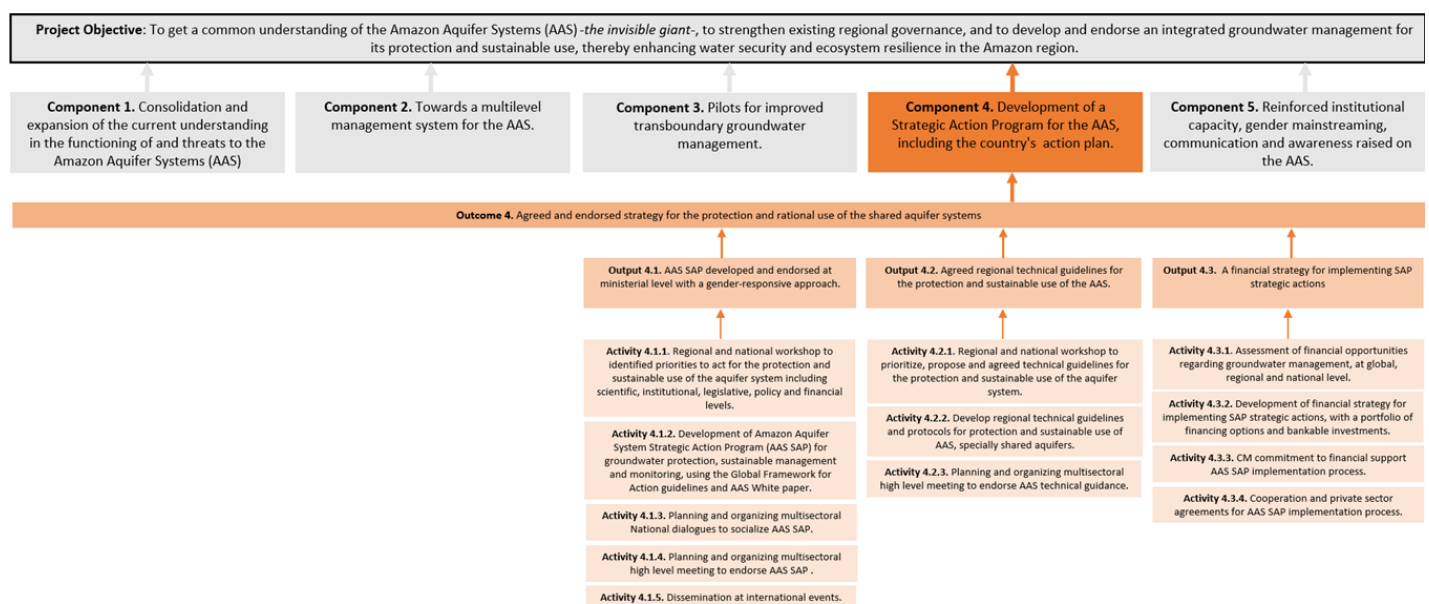 Project Objective: To get a common understanding of the Amazon Aquifer Systems (AAS) -the invisible giant-, to strengthen existing regional governance, and to develop and endorse an integrated groundwater management for
its protection and sustainable use, thereby enhancing water security and ecosystem resilience in the Amazon region.
Component 1. Consolidation and
expansion of the current understanding
in the functioning of and threats to the
Amazon Aquifer Systems (AAS)
Component 2. Towards a multilevel
management system for the AAS.
Component 3. Pilots for improved
transboundary groundwater
management.
Component 4. Development of a
Strategic Action Program for the AAS,
including the country's action plan.
Component 5. Reinforced institutional
capacity, gender mainstreaming,
communication and awareness raised on
the AAS.
Outcome 4. Agreed and endorsed strategy for the protection and rational use of the shared aquifer systems
Output 4.1. AAS SAP developed and endorsed at
ministerial level with a gender-responsive approach.
Activity 4.1.1. Regional and national workshop to
identified priorities to act for the protection and
sustainable use of the aquifer system including
scientific, institutional, legislative, policy and financial
levels.
Activity 4.1.2. Development of Amazon Aquifer
System Strategic Action Program (AAS SAP) for
groundwater protection, sustainable management
and monitoring, using the Global Framework for
Action guidelines and AAS White paper.
Activity 4.1.3. Planning and organizing multisectoral
National dialogues to socialize AAS SAP.
Activity 4.1.4. Planning and organizing multisectoral
high level meeting to endorse AAS SAP .
Activity 4.1.5. Dissemination at international events.
Output 4.2. Agreed regional technical guidelines for
the protection and sustainable use of the AAS.
Activity 4.2.1. Regional and national workshop to
prioritize, propose and agreed technical guidelines for
the protection and sustainable use of the aquifer
system.
Activity 4.2.2. Develop regional technical guidelines
and protocols for protection and sustainable use of
AAS, specially shared aquifers.
Activity 4.2.3. Planning and organizing multisectoral
high level meeting to endorse AAS technical guidance.
Output 4.3. A financial strategy for implementing SAP
strategic actions
Activity 4.3.1. Assessment of financial opportunities
regarding groundwater management, at global,
regional and national level.
Activity 4.3.2. Development of financial strategy for
implementing SAP strategic actions, with a portfolio of
financing options and bankable investments.
Activity 4.3.3. CM commitment to financial support
AAS SAP implementation process.
Activity 4.3.4. Cooperation and private sector
agreements for AAS SAP implementation process.